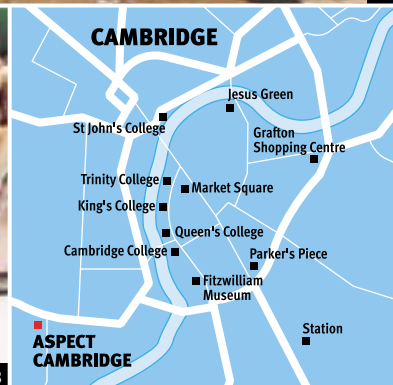 CAMBRIDGE
Jesus Green
St John's College
Grafton
Shopping Centre
Trinity College
Market Square
King's College
Queen's College
Cambridge College
Parker's Piece
Fitzwilliam
Museum
Station
ASPECT
CAMBRIDGE